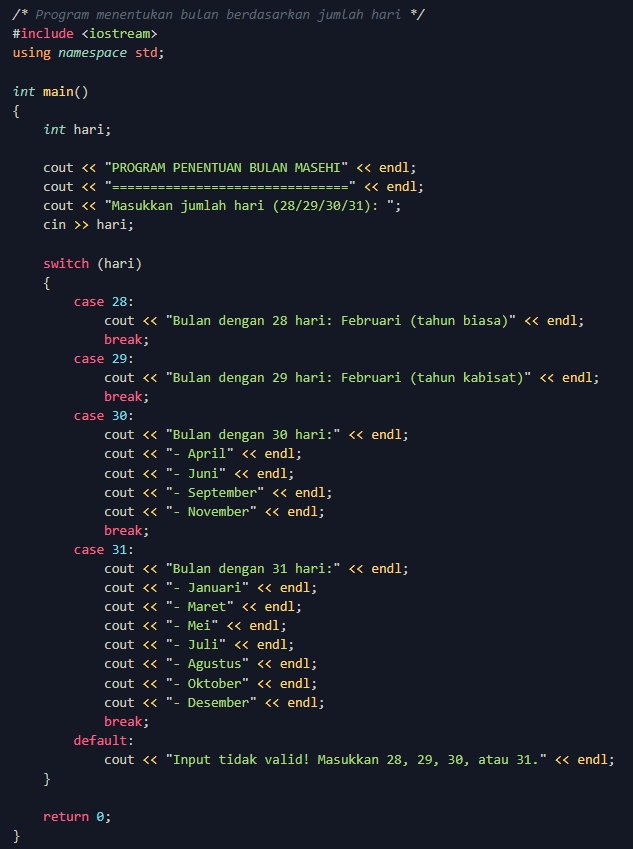 /* Program menentukan bulan berdasarkan jumlah hari */
#include <iostream>
using namespace std;

int main()
{
    int hari;

    cout << "PROGRAM PENENTUAN BULAN MASEHI" << endl;
    cout << "===============================" << endl;
    cout << "Masukkan jumlah hari (28/29/30/31): ";
    cin >> hari;

    switch (hari)
    {
        case 28:
            cout << "Bulan dengan 28 hari: Februari (tahun biasa)" << endl;
            break;
        case 29:
            cout << "Bulan dengan 29 hari: Februari (tahun kabisat)" << endl;
            break;
        case 30:
            cout << "Bulan dengan 30 hari:" << endl;
            cout << "- April" << endl;
            cout << "- Juni" << endl;
            cout << "- September" << endl;
            cout << "- November" << endl;
            break;
        case 31:
            cout << "Bulan dengan 31 hari:" << endl;
            cout << "- Januari" << endl;
            cout << "- Maret" << endl;
            cout << "- Mei" << endl;
            cout << "- Juli" << endl;
            cout << "- Agustus" << endl;
            cout << "- Oktober" << endl;
            cout << "- Desember" << endl;
            break;
        default:
            cout << "Input tidak valid! Masukkan 28, 29, 30, atau 31." << endl;
    }

    return 0;
}